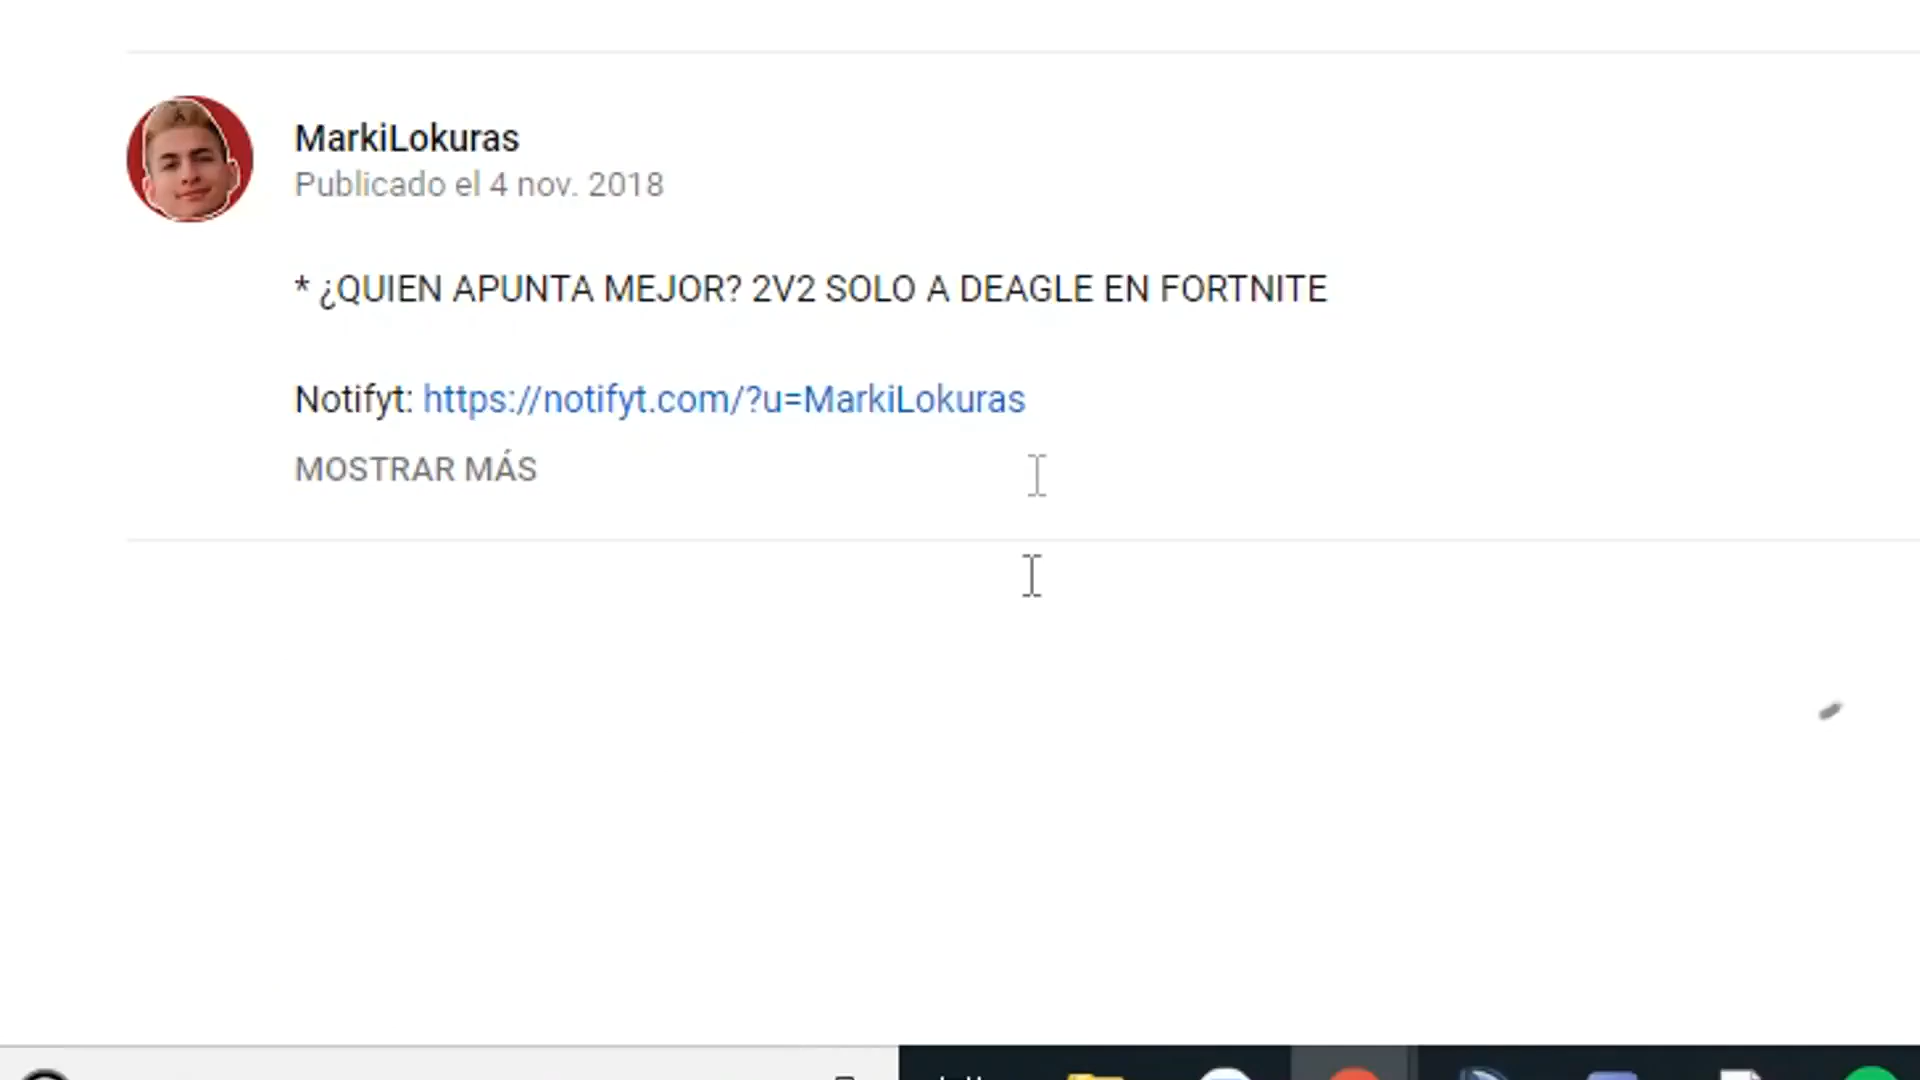 MarkiLokuras
Publicado el 4 nov. 2018
* ¿QUIEN APUNTA MEJOR? 2V2 SOLO A DEAGLE EN FORTNITE
Notifyt: https://notifyt.com/?u=MarkiLokuras
MOSTRAR MÁS